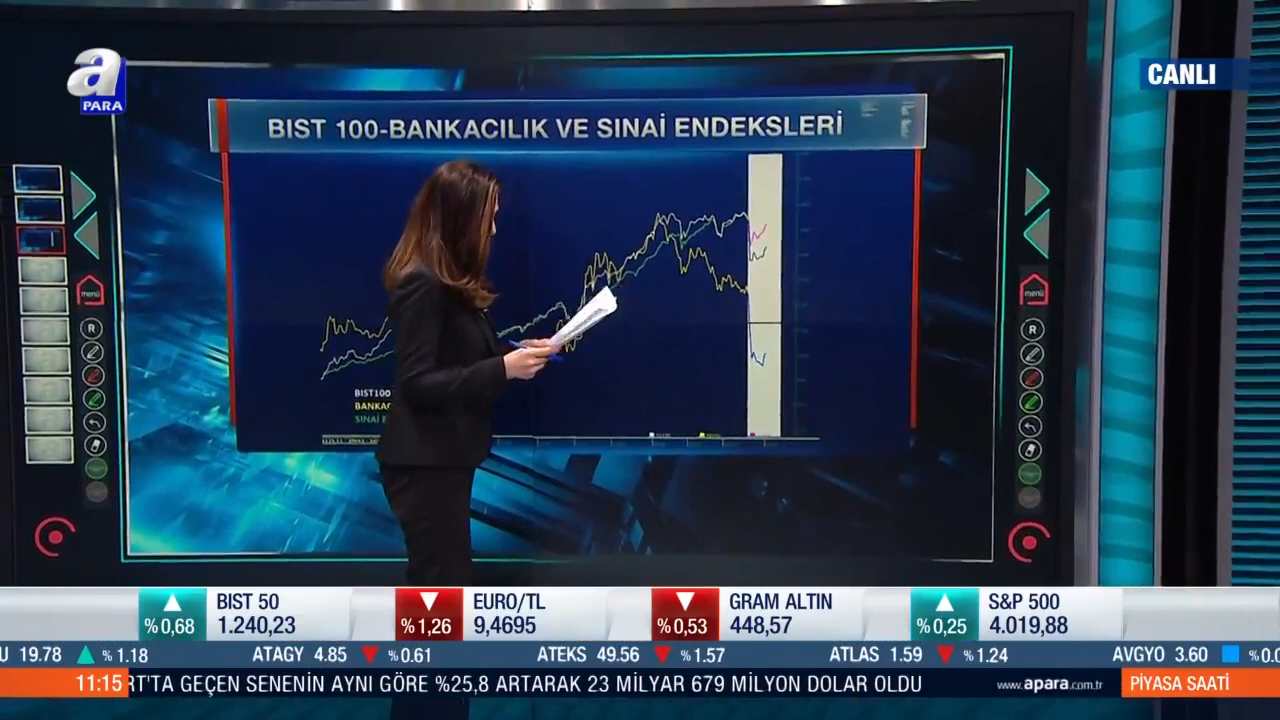 a
PARA
CANLI
BIST 100-BANKACILIK VE SINAİ ENDEKSLERİ
menü
menü
R
R
BIST100
BANKAC
SINAİ E
BIST 50
%0,68
1.240,23
EURO/TL
%1,26
9,4695
GRAM ALTIN
%0,53
448,57
S&P 500
%0,25
4.019,88
U 19.78 %1.18 ATAGY 4.85 %0.61 ATEKS 49.56 %1.57 ATLAS 1.59 %1.24 AVGYO 3.60 %0.0
11:15 RT'TA GEÇEN SENENİN AYNI GÖRE %25,8 ARTARAK 23 MİLYAR 679 MİLYON DOLAR OLDU www.apara.com.tr PİYASA SAATİ